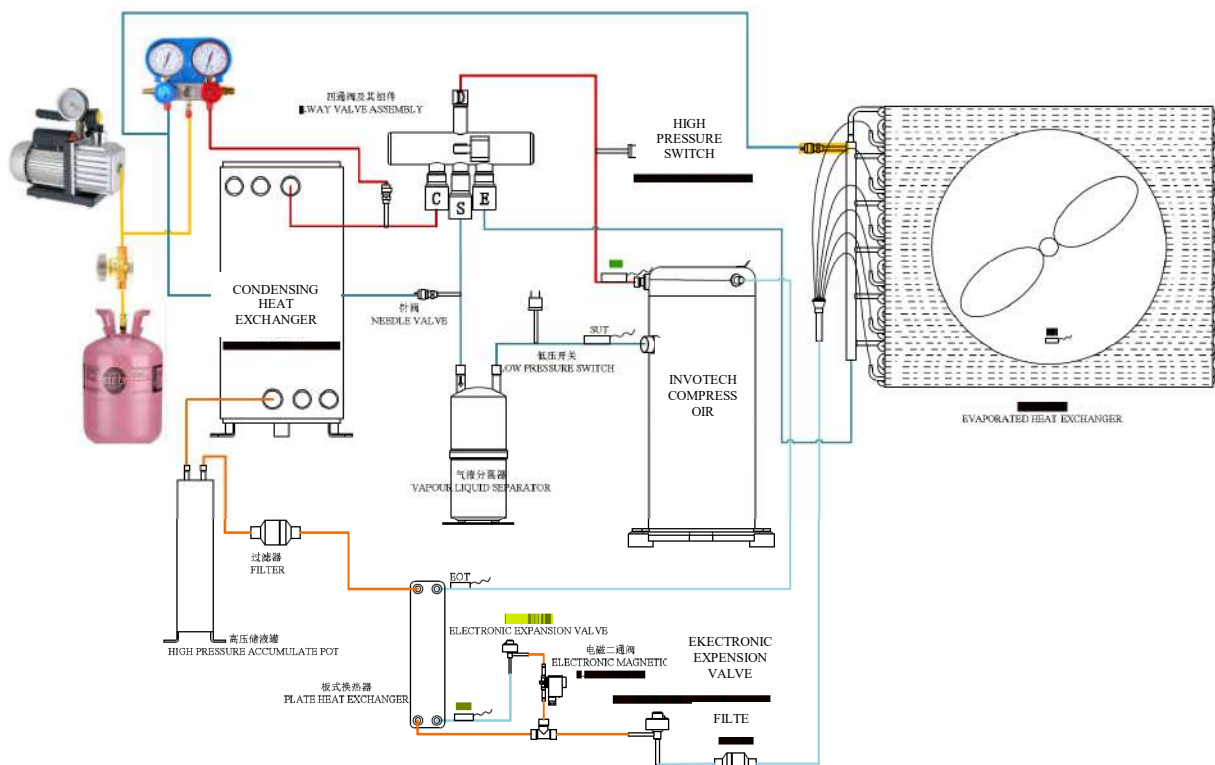 四通阀及其组件
WAY VALVE ASSEMBLY
D
HIGH
PRESSURE
SWITCH
C
S
E
CONDENSING
HEAT
EXCHANGER
针阀
NEEDLE VALVE
SUT
低压开关
LOW PRESSURE SWITCH
INVOTECH
COMPRESS
OIR
EVAPORATED HEAT EXCHANGER
气液分离器
VAPOUR LIQUID SEPARATOR
过滤器
FILTER
EOT
ELECTRONIC EXPANSION VALVE
高压储液罐
HIGH PRESSURE ACCUMULATE POT
电磁二通阀
ELECTRONIC MAGNETIC
EKECTRONIC
EXPENSION
VALVE
板式换热器
PLATE HEAT EXCHANGER
FILTE